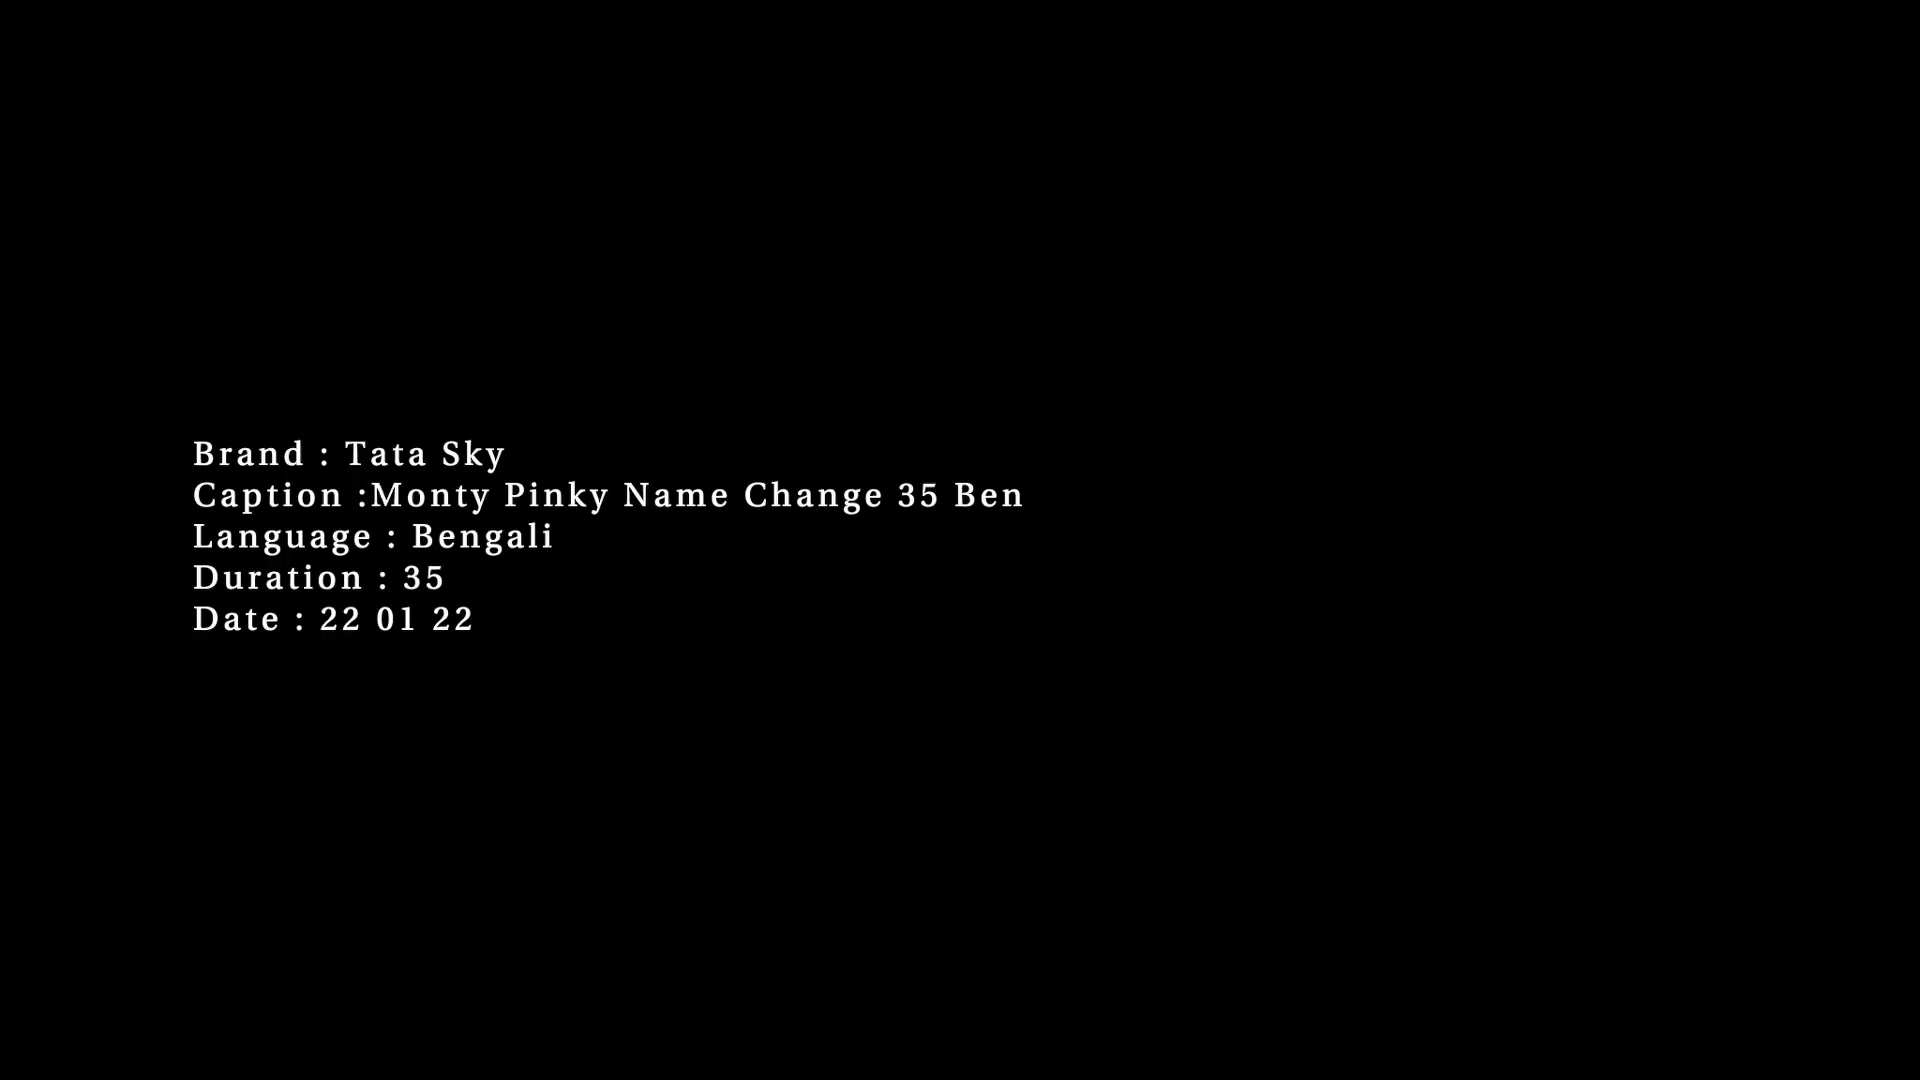 Brand : Tata Sky
Caption :Monty Pinky Name Change 35 Ben
Language : Bengali
Duration : 35
Date : 22 01 22